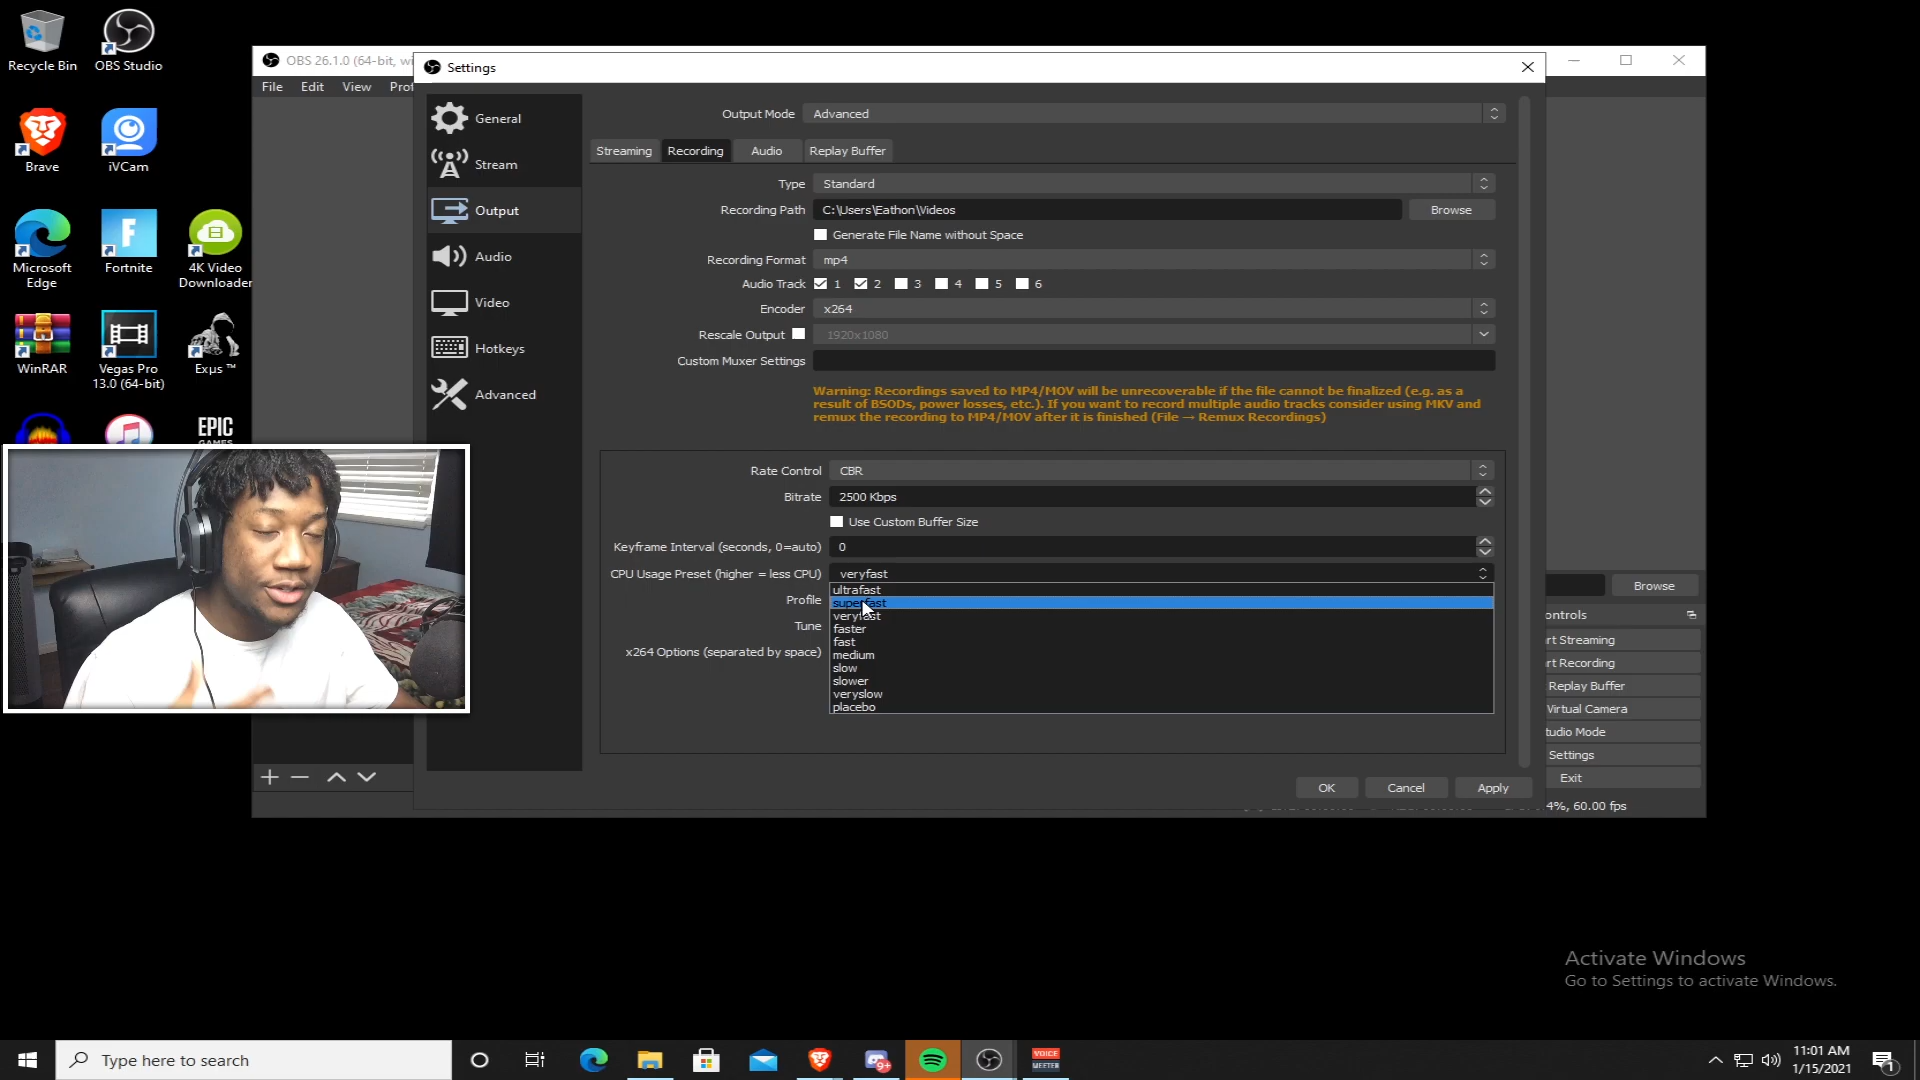 Recycle Bin
OBS Studio
Brave
iVCam
Microsoft Edge
Fortnite
4K Video Downloader
WinRAR
Vegas Pro 13.0 (64-bit)
Exμs ™
EPIC
GAMES
OBS 26.1.0 (64-bit, wi
File Edit View Prof
Settings
General
Stream
Output
Audio
Video
Hotkeys
Advanced
Output Mode Advanced
Streaming Recording Audio Replay Buffer
Type Standard
Recording Path C:\Users\Eathon\Videos Browse
Generate File Name without Space
Recording Format mp4
Audio Track 1 2 3 4 5 6
Encoder x264
Rescale Output 1920x1080
Custom Muxer Settings
Warning: Recordings saved to MP4/MOV will be unrecoverable if the file cannot be finalized (e.g. as a
result of BSODs, power losses, etc.). If you want to record multiple audio tracks consider using MKV and
remux the recording to MP4/MOV after it is finished (File → Remux Recordings)
Rate Control CBR
Bitrate 2500 Kbps
Use Custom Buffer Size
Keyframe Interval (seconds, 0=auto) 0
CPU Usage Preset (higher = less CPU) veryfast
Profile
Tune
x264 Options (separated by space)
ultrafast
superfast
veryfast
faster
fast
medium
slow
slower
veryslow
placebo
OK Cancel Apply
Browse
ontrols
rt Streaming
rt Recording
Replay Buffer
Virtual Camera
tudio Mode
Settings
Exit
4%, 60.00 fps
Activate Windows
Go to Settings to activate Windows.
Type here to search
9+
VOICE
MEETER
11:01 AM
1/15/2021
1